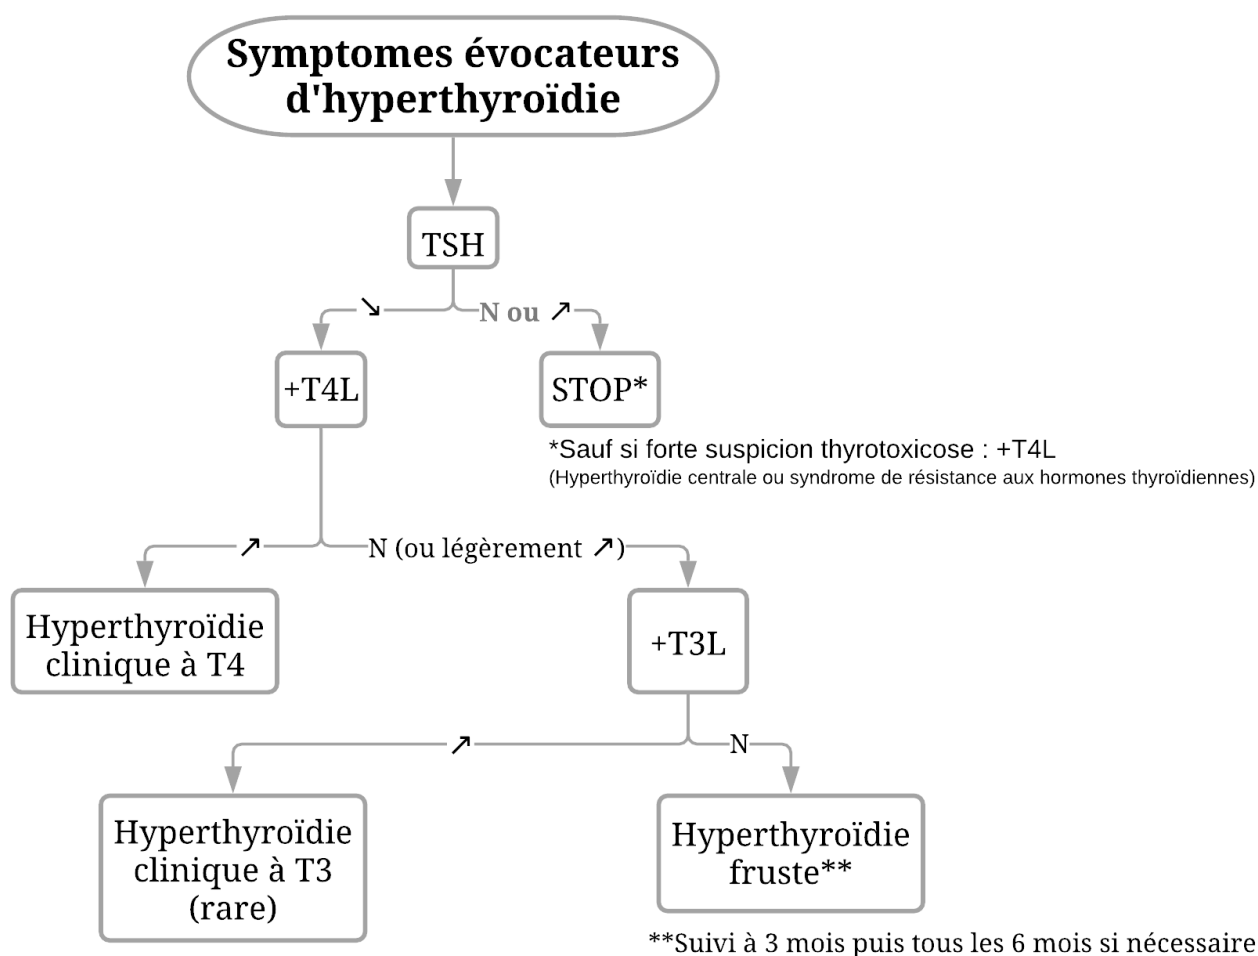 Symptomes évocateurs
d'hyperthyroïdie
TSH
↘
N ou ↗
+T4L
STOP*
*Sauf si forte suspicion thyrotoxicose : +T4L
(Hyperthyroïdie centrale ou syndrome de résistance aux hormones thyroïdiennes)
↗
N (ou légèrement ↗)
Hyperthyroïdie
clinique à T4
+T3L
↗
N
Hyperthyroïdie
clinique à T3
(rare)
Hyperthyroïdie
fruste**
**Suivi à 3 mois puis tous les 6 mois si nécessaire